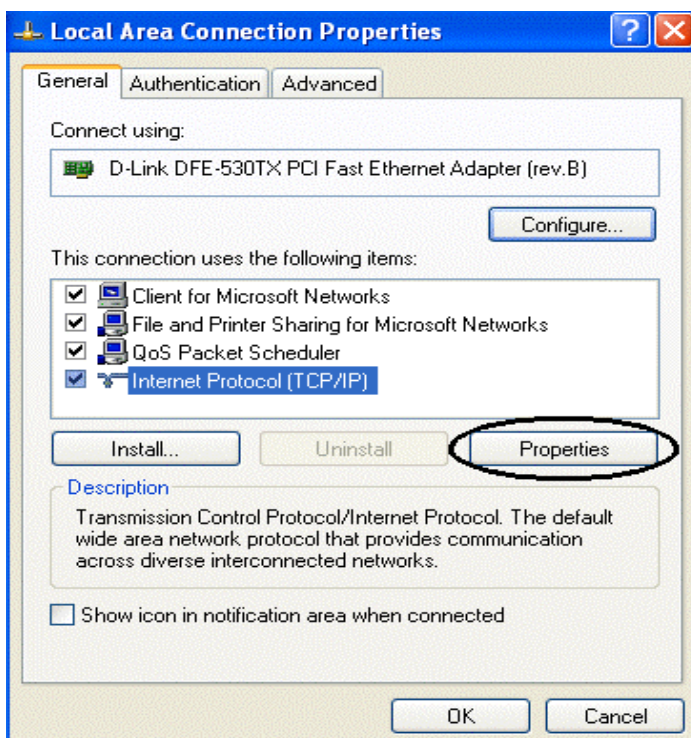 Local Area Connection Properties
General Authentication Advanced
Connect using:
D-Link DFE-530TX PCI Fast Ethernet Adapter (rev.B)
Configure...
This connection uses the following items:
Client for Microsoft Networks
File and Printer Sharing for Microsoft Networks
QoS Packet Scheduler
Internet Protocol (TCP/IP)
Install... Uninstall Properties
Description
Transmission Control Protocol/Internet Protocol. The default
wide area network protocol that provides communication
across diverse interconnected networks.
Show icon in notification area when connected
OK Cancel